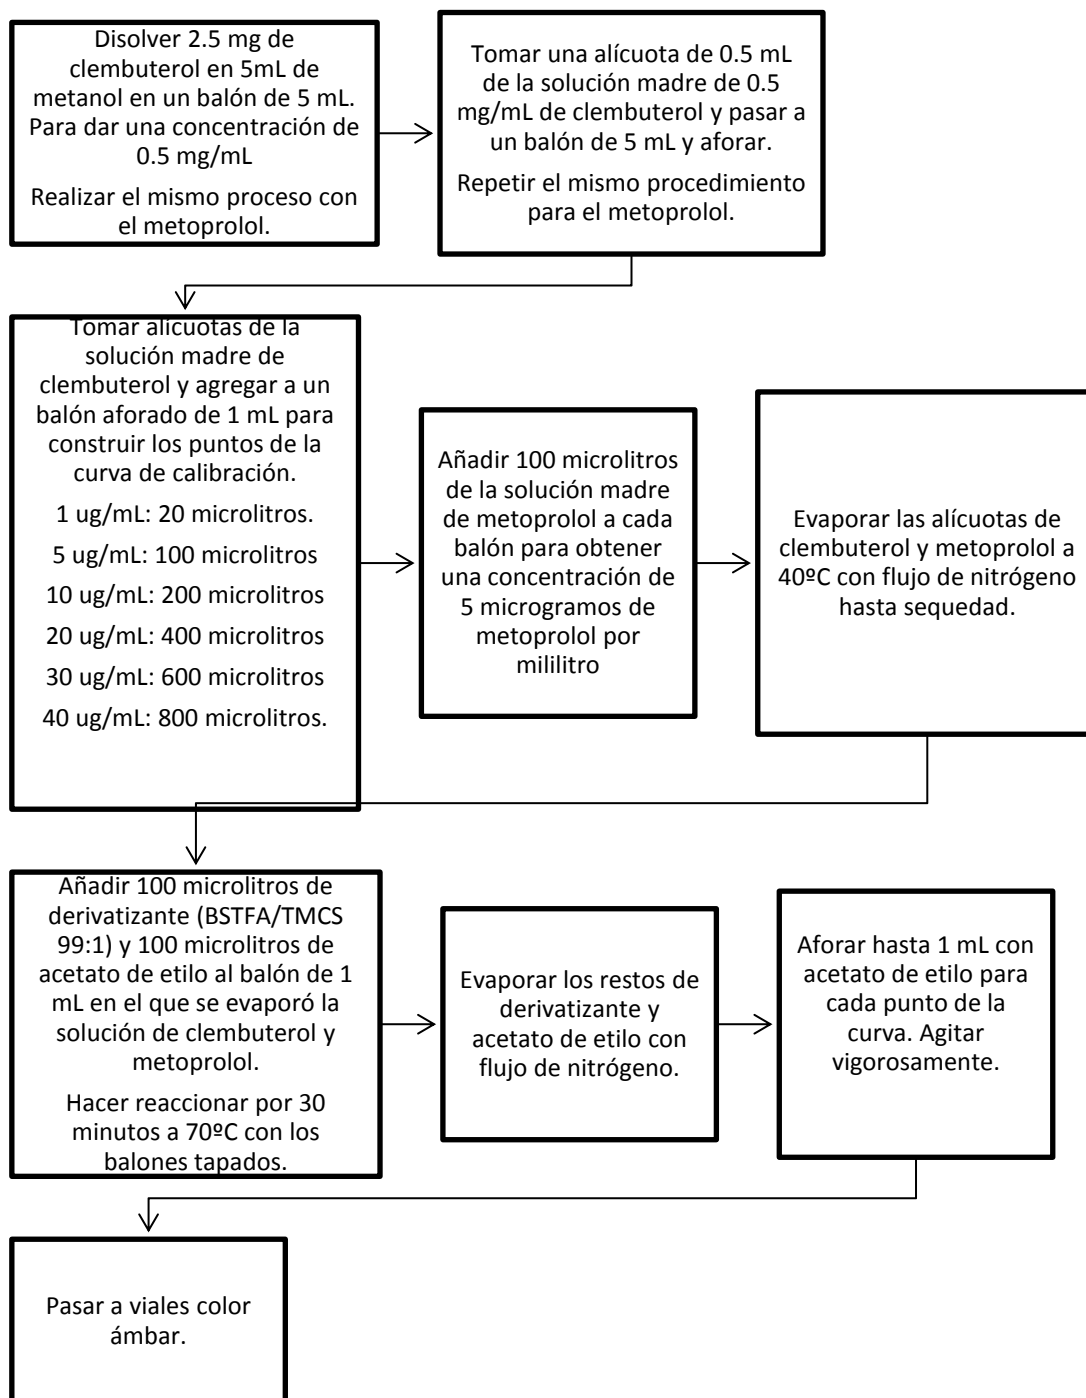 Disolver 2.5 mg de
clembuterol en 5mL de
metanol en un balón de 5 mL.
Para dar una concentración de
0.5 mg/mL
Realizar el mismo proceso con
el metoprolol.
Tomar una alícuota de 0.5 mL
de la solución madre de 0.5
mg/mL de clembuterol y pasar a
un balón de 5 mL y aforar.
Repetir el mismo procedimiento
para el metoprolol.
Tomar alícuotas de la
solución madre de
clembuterol y agregar a un
balón aforado de 1 mL para
construir los puntos de la
curva de calibración.
1 ug/mL: 20 microlitros.
5 ug/mL: 100 microlitros
10 ug/mL: 200 microlitros
20 ug/mL: 400 microlitros
30 ug/mL: 600 microlitros
40 ug/mL: 800 microlitros.
Añadir 100 microlitros
de la solución madre
de metoprolol a cada
balón para obtener
una concentración de
5 microgramos de
metoprolol por
mililitro
Evaporar las alícuotas de
clembuterol y metoprolol a
40ºC con flujo de nitrógeno
hasta sequedad.
Añadir 100 microlitros de
derivatizante (BSTFA/TMCS
99:1) y 100 microlitros de
acetato de etilo al balón de 1
mL en el que se evaporó la
solución de clembuterol y
metoprolol.
Hacer reaccionar por 30
minutos a 70ºC con los
balones tapados.
Evaporar los restos de
derivatizante y
acetato de etilo con
flujo de nitrógeno.
Aforar hasta 1 mL con
acetato de etilo para
cada punto de la
curva. Agitar
vigorosamente.
Pasar a viales color
ámbar.